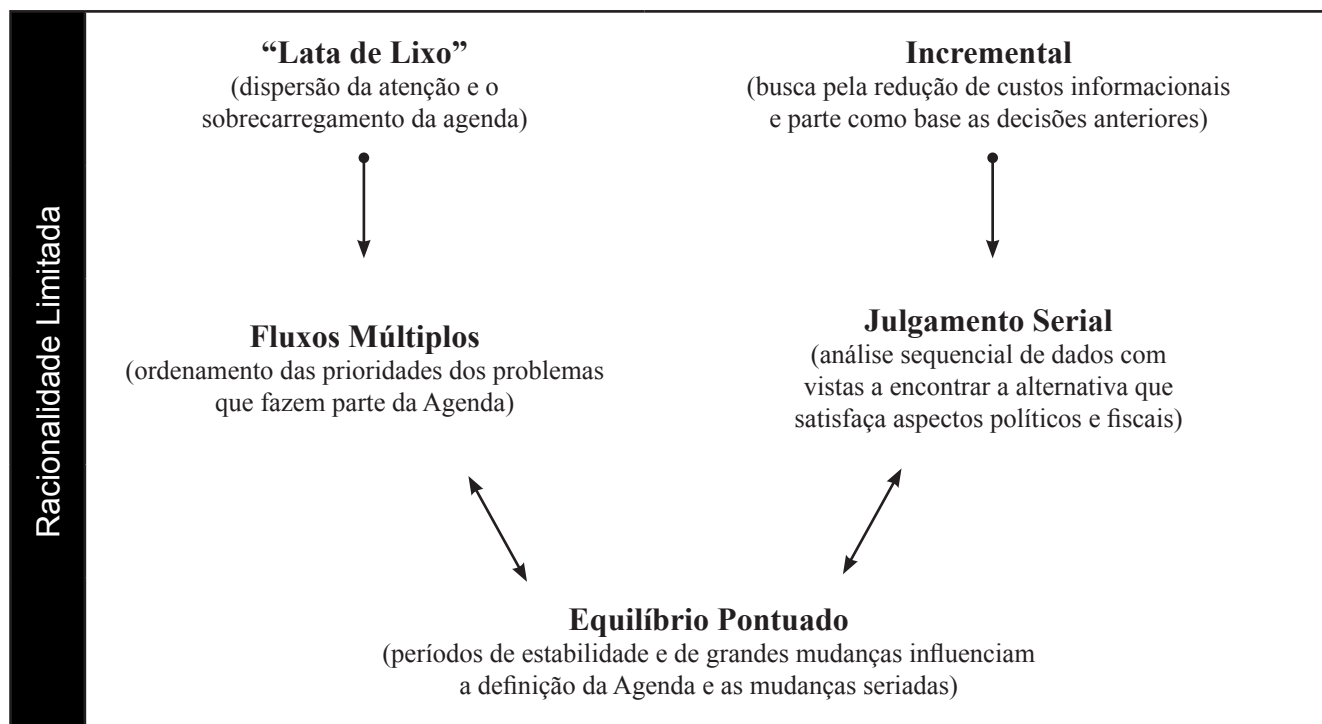 Racionalidade Limitada
“Lata de Lixo”
(dispersão da atenção e o
sobrecarregamento da agenda)
Incremental
(busca pela redução de custos informacionais
e parte como base as decisões anteriores)
Fluxos Múltiplos
(ordenamento das prioridades dos problemas
que fazem parte da Agenda)
Julgamento Serial
(análise sequencial de dados com
vistas a encontrar a alternativa que
satisfaça aspectos políticos e fiscais)
Equilíbrio Pontuado
(períodos de estabilidade e de grandes mudanças influenciam
a definição da Agenda e as mudanças seriadas)